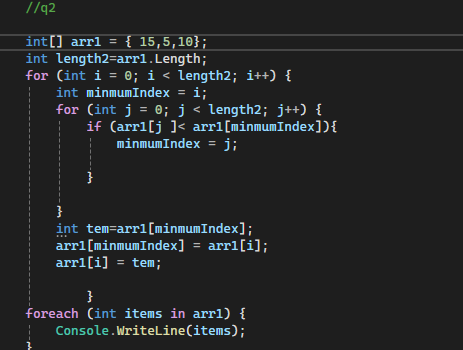 //q2
int[] arr1 = { 15,5,10};
int length2=arr1.Length;
for (int i = 0; i < length2; i++) {
int minmumIndex = i;
for (int j = 0; j < length2; j++) {
if (arr1[j ]< arr1[minmumIndex]){
minmumIndex = j;
}
}
int tem=arr1[minmumIndex];
arr1[minmumIndex] = arr1[i];
arr1[i] = tem;
}
foreach (int items in arr1) {
Console.WriteLine(items);
}